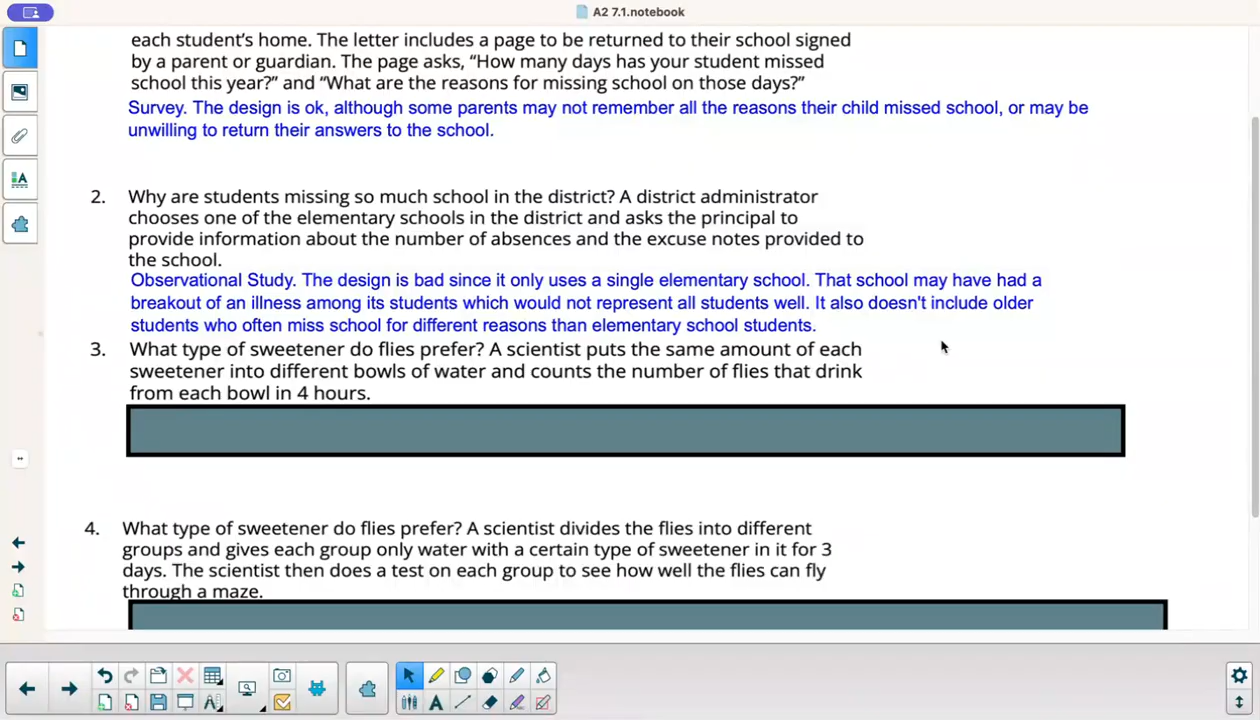 A2 7.1.notebook
each student's home. The letter includes a page to be returned to their school signed
by a parent or guardian. The page asks, “How many days has your student missed
school this year?” and “What are the reasons for missing school on those days?”
Survey. The design is ok, although some parents may not remember all the reasons their child missed school, or may be
unwilling to return their answers to the school.
2. Why are students missing so much school in the district? A district administrator
chooses one of the elementary schools in the district and asks the principal to
provide information about the number of absences and the excuse notes provided to
the school.
Observational Study. The design is bad since it only uses a single elementary school. That school may have had a
breakout of an illness among its students which would not represent all students well. It also doesn't include older
students who often miss school for different reasons than elementary school students.
3. What type of sweetener do flies prefer? A scientist puts the same amount of each
sweetener into different bowls of water and counts the number of flies that drink
from each bowl in 4 hours.
4. What type of sweetener do flies prefer? A scientist divides the flies into different
groups and gives each group only water with a certain type of sweetener in it for 3
days. The scientist then does a test on each group to see how well the flies can fly
through a maze.